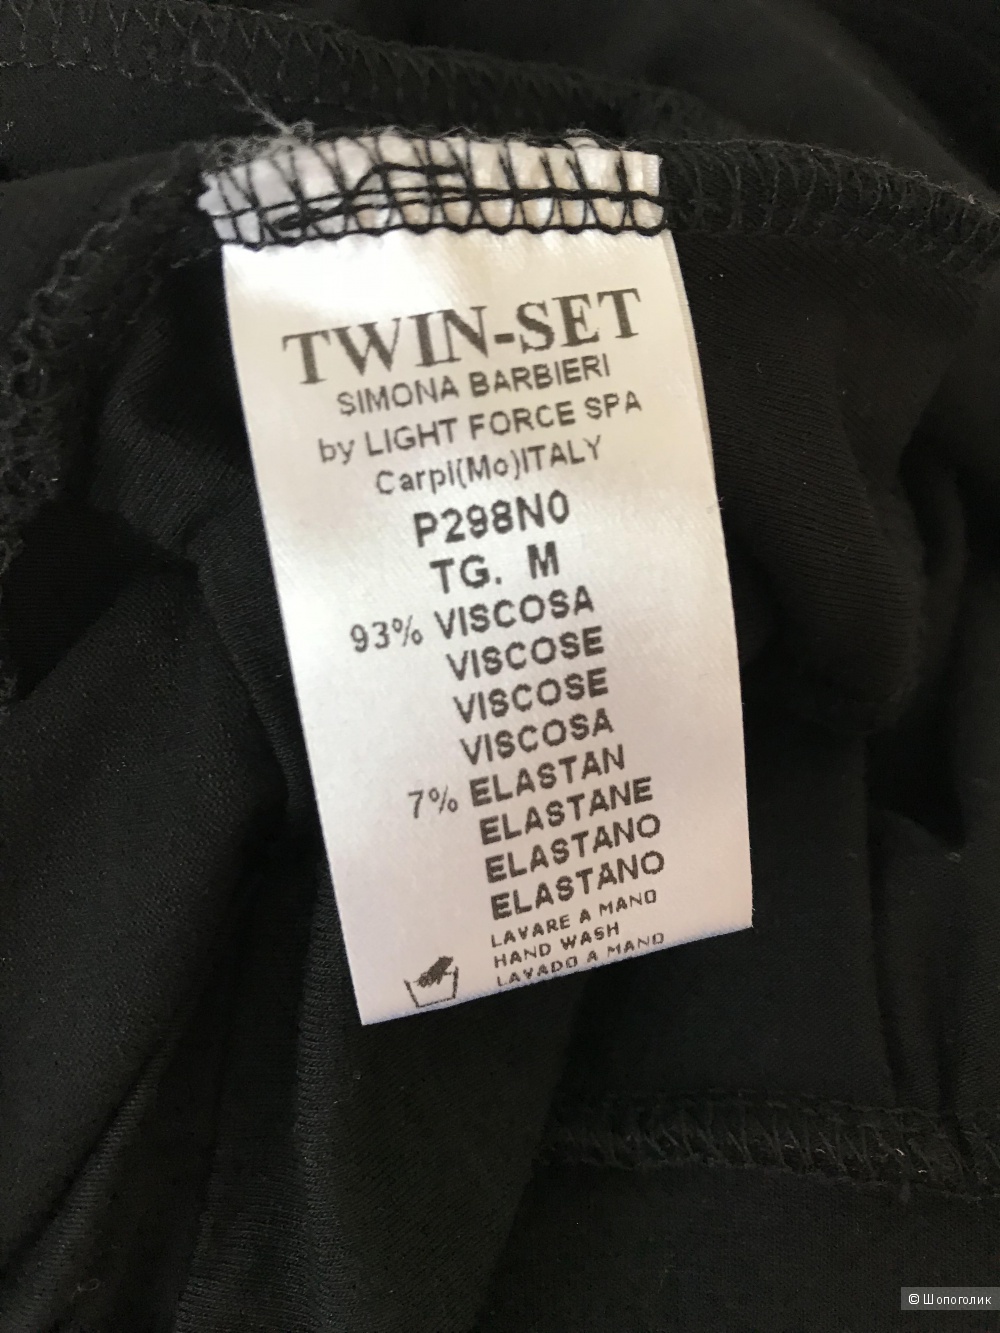 TWIN-SET
SIMONA BARBIERI
by LIGHT FORCE SPA
Carpi(Mo)ITALY
P298N0
TG. M
93% VISCOSA
VISCOSE
VISCOSE
VISCOSA
7% ELASTAN
ELASTANE
ELASTANO
ELASTANO
LAVARE A MANO
HAND WASH
LAVADO A MANO
© Шопоголик